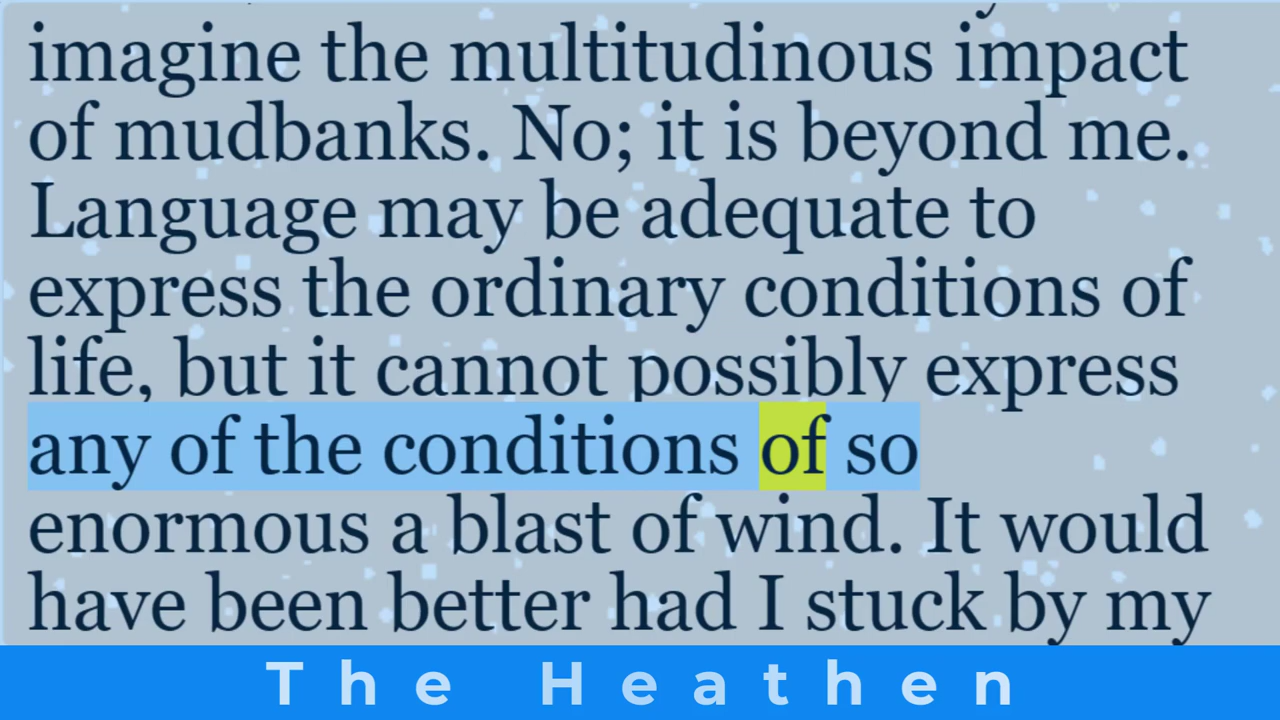 imagine the multitudinous impact
of mudbanks. No; it is beyond me.
Language may be adequate to
express the ordinary conditions of
life, but it cannot possibly express
any of the conditions of so
enormous a blast of wind. It would
have been better had I stuck by my
The Heathen